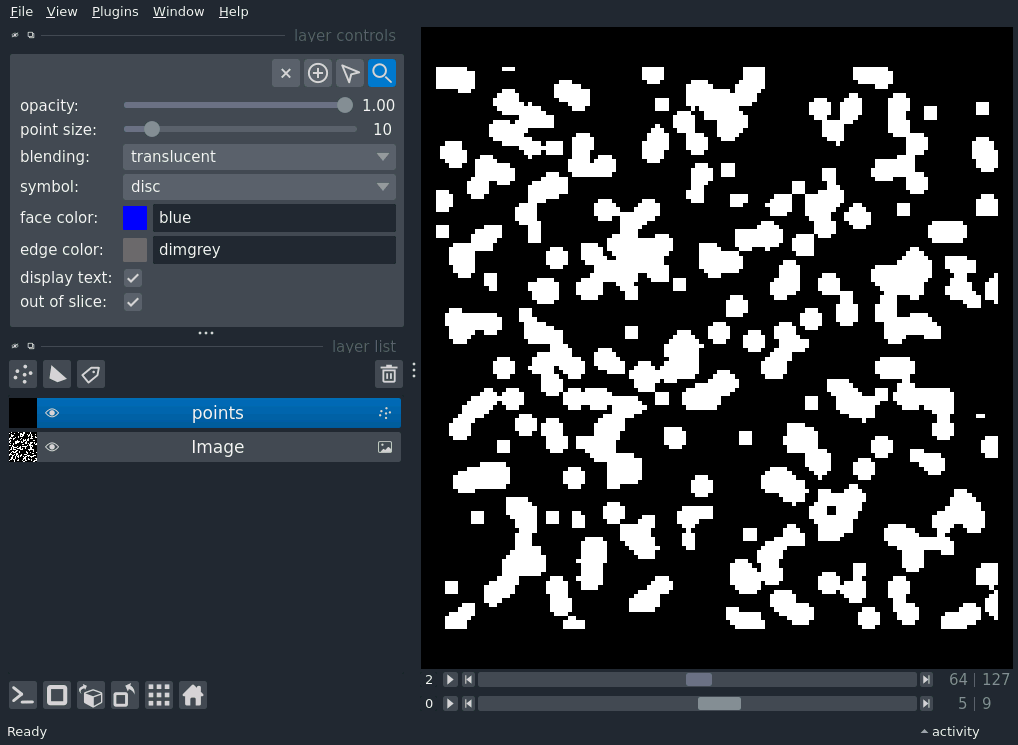 File View Plugins Window Help
layer controls
opacity: 1.00
point size: 10
blending: translucent
symbol: disc
face color: blue
edge color: dimgrey
display text:
out of slice:
layer list
points
Image
2 64 | 127
0 5 | 9
Ready activity